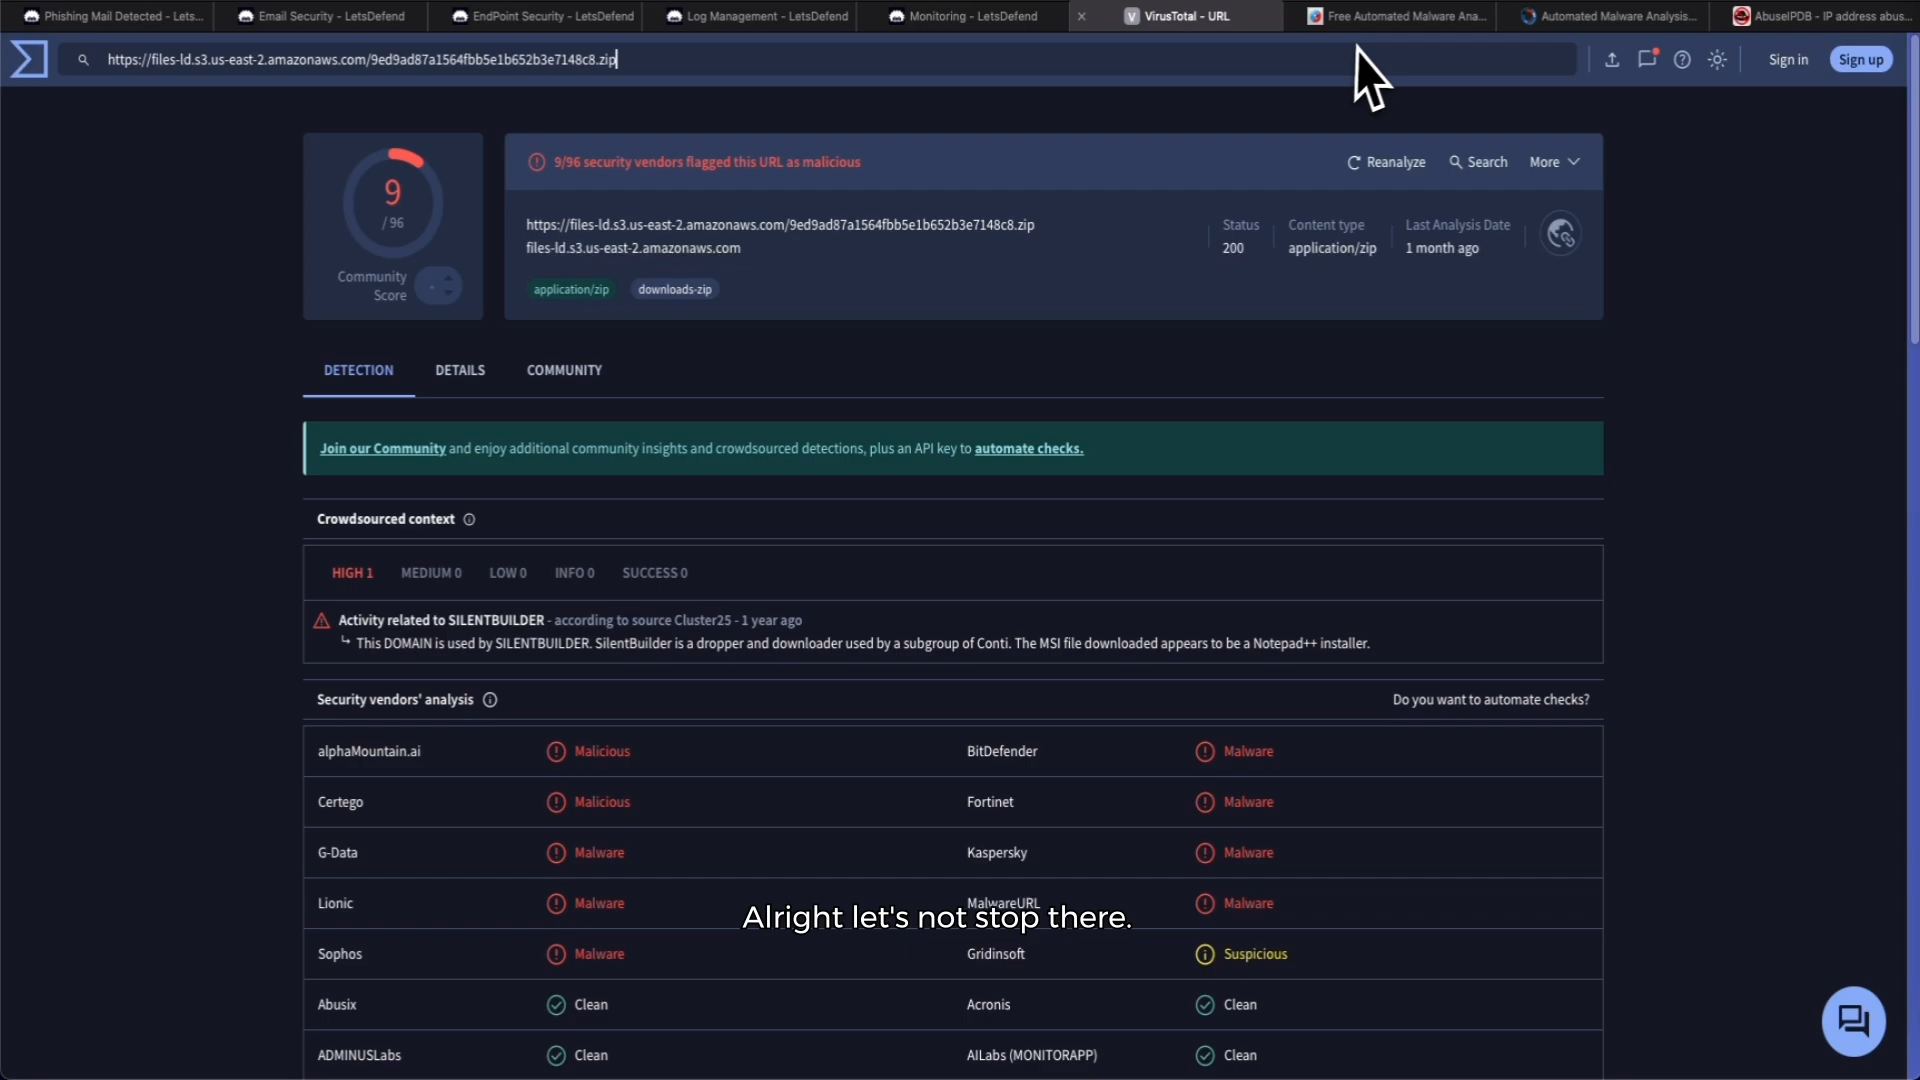 Phishing Mail Detected - Lets...
Email Security - LetsDefend
EndPoint Security - LetsDefend
Log Management - LetsDefend
Monitoring - LetsDefend
VirusTotal - URL
Free Automated Malware Ana...
Automated Malware Analysis...
AbuseIPDB - IP address abus...
https://files-ld.s3.us-east-2.amazonaws.com/9ed9ad87a1564fbb5e1b652b3e7148c8.zip
Sign in
Sign up
9
/ 96
Community
Score
9/96 security vendors flagged this URL as malicious
Reanalyze
Search
More
https://files-ld.s3.us-east-2.amazonaws.com/9ed9ad87a1564fbb5e1b652b3e7148c8.zip
files-ld.s3.us-east-2.amazonaws.com
Status
200
Content type
application/zip
Last Analysis Date
1 month ago
application/zip
downloads-zip
DETECTION
DETAILS
COMMUNITY
Join our Community and enjoy additional community insights and crowdsourced detections, plus an API key to automate checks.
Crowdsourced context
HIGH 1
MEDIUM 0
LOW 0
INFO 0
SUCCESS 0
Activity related to SILENTBUILDER - according to source Cluster25 - 1 year ago
This DOMAIN is used by SILENTBUILDER. SilentBuilder is a dropper and downloader used by a subgroup of Conti. The MSI file downloaded appears to be a Notepad++ installer.
Security vendors' analysis
Do you want to automate checks?
alphaMountain.ai
Malicious
BitDefender
Malware
Certego
Malicious
Fortinet
Malware
G-Data
Malware
Kaspersky
Malware
Lionic
Malware
MalwareURL
Malware
Alright let's not stop there.
Sophos
Malware
Gridinsoft
Suspicious
Abusix
Clean
Acronis
Clean
ADMINUSLabs
Clean
AILabs (MONITORAPP)
Clean